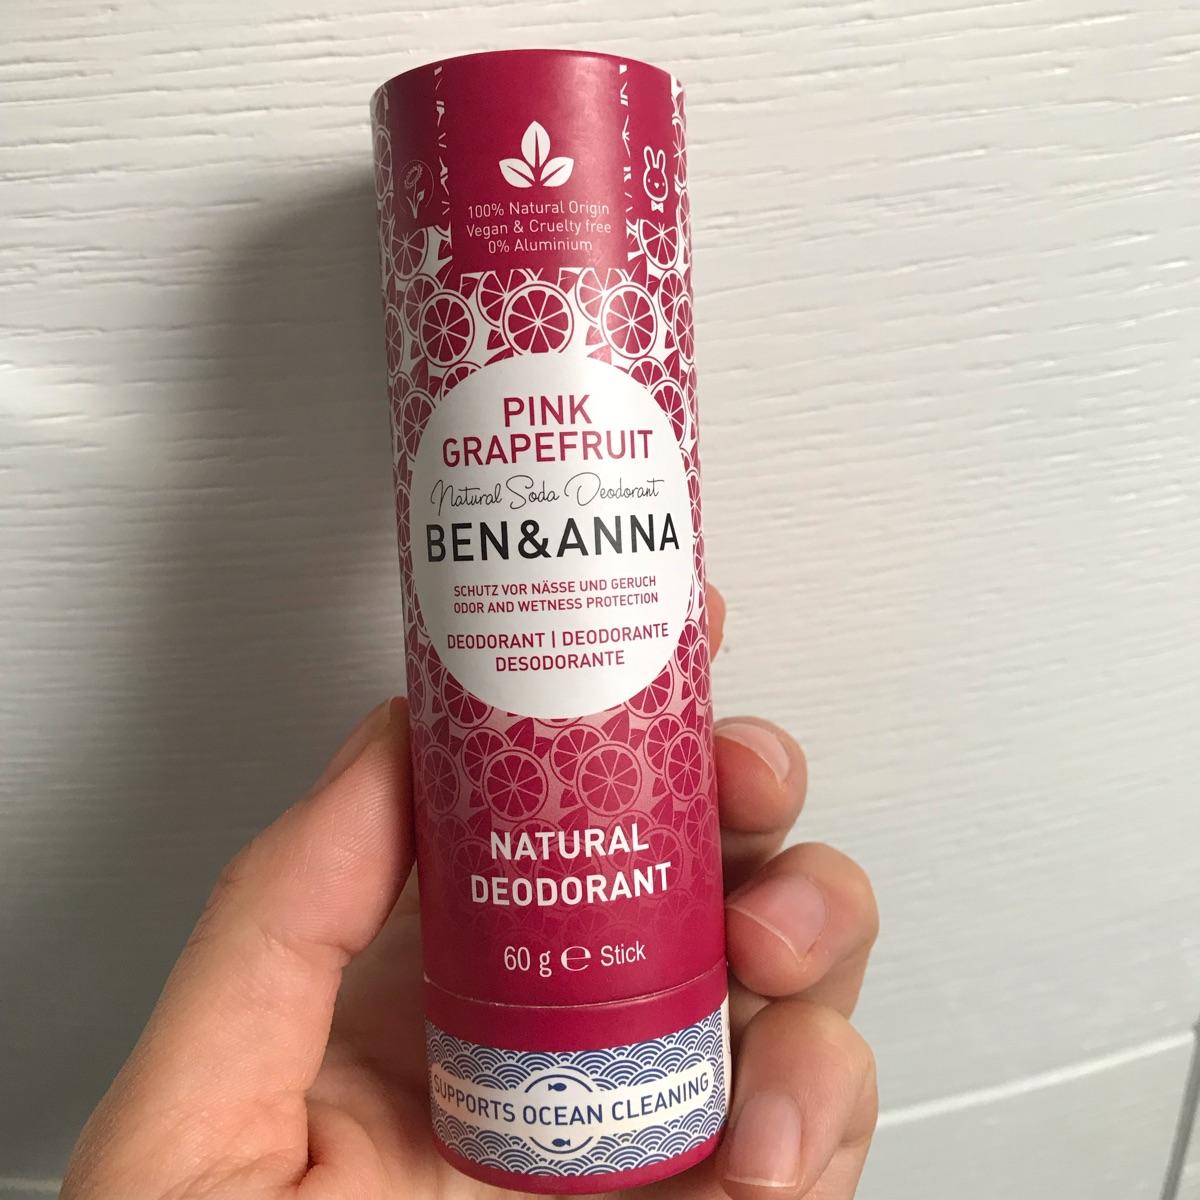 100% Natural Origin
Vegan & Cruelty free
0% Aluminium
PINK
GRAPEFRUIT
Natural Soda Deodorant
BEN&ANNA
SCHUTZ VOR NÄSSE UND GERUCH
ODOR AND WETNESS PROTECTION
DEODORANT | DEODORANTE
DESODORANTE
NATURAL
DEODORANT
60 g ℮ Stick
SUPPORTS OCEAN CLEANING